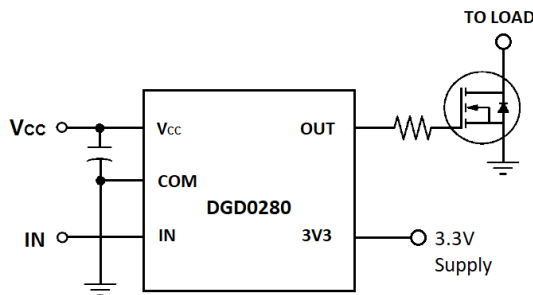 TO LOAD
Vcc
Vcc
OUT
COM
DGD0280
IN
IN
3V3
3.3V
Supply